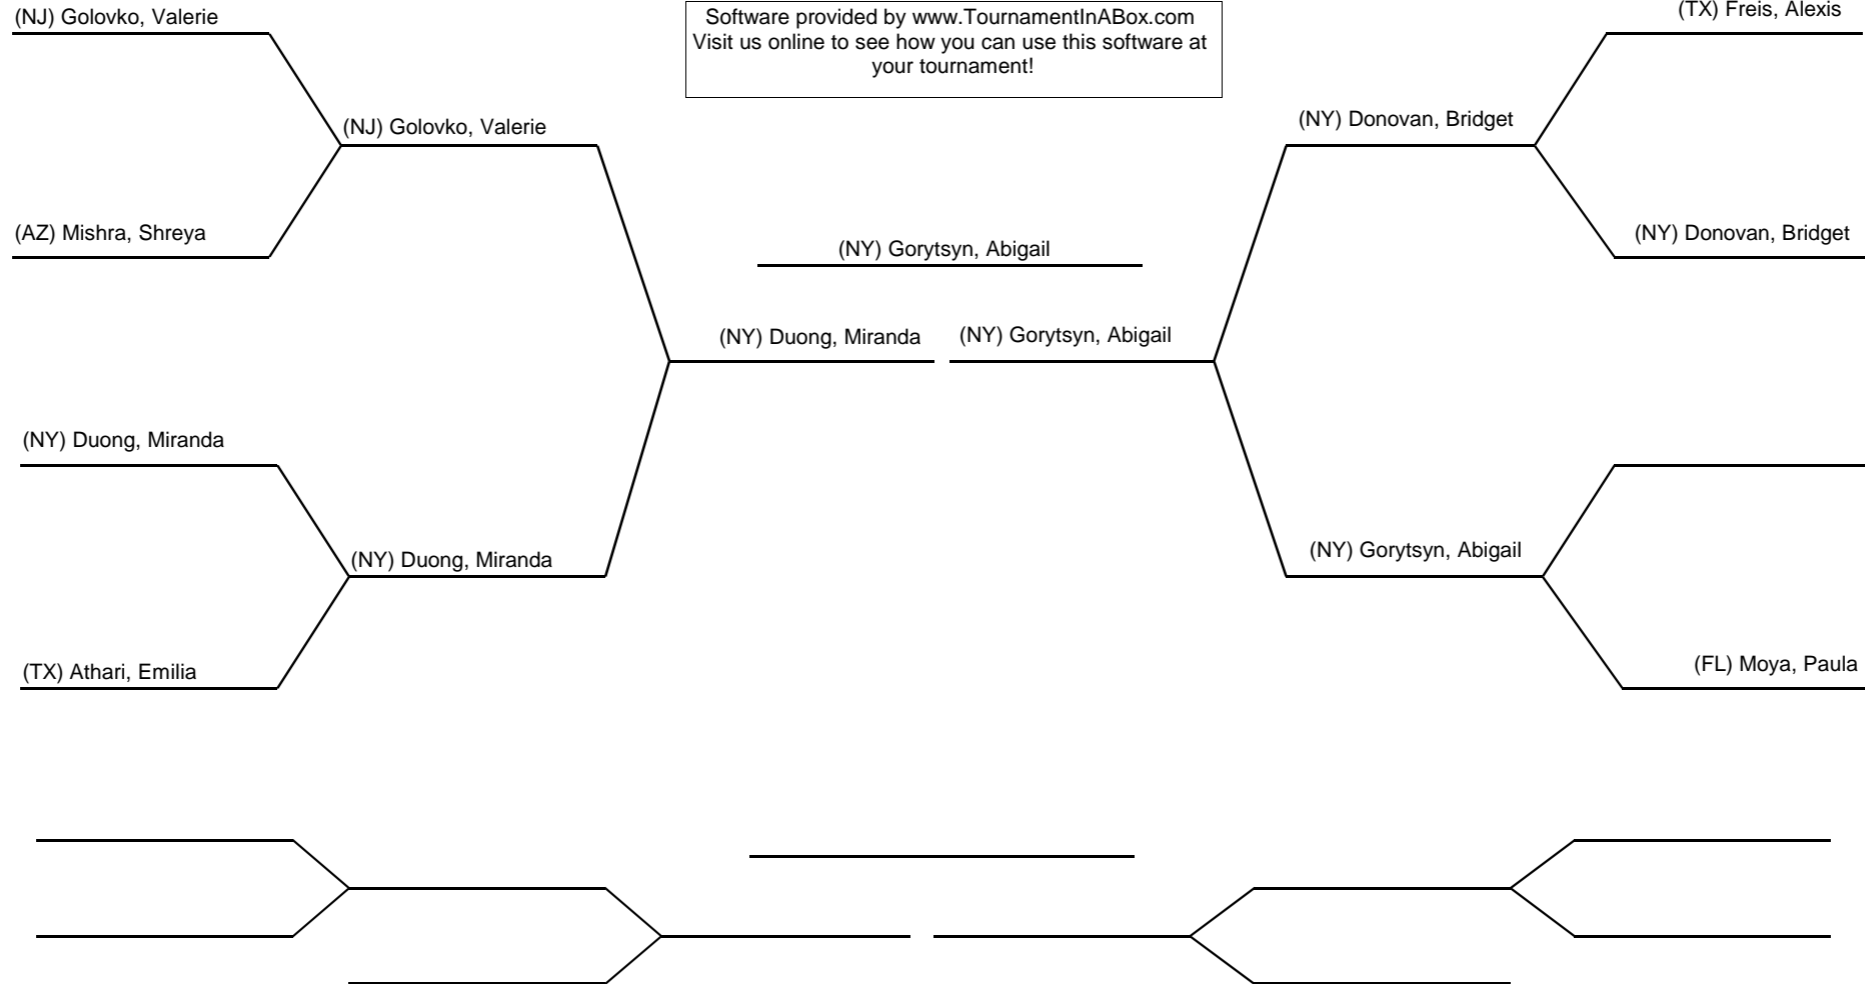 (NJ) Golovko, Valerie
Software provided by www.TournamentInABox.com
Visit us online to see how you can use this software at
your tournament!
(TX) Freis, Alexis
(NJ) Golovko, Valerie
(NY) Donovan, Bridget
(AZ) Mishra, Shreya
(NY) Gorytsyn, Abigail
(NY) Donovan, Bridget
(NY) Duong, Miranda
(NY) Gorytsyn, Abigail
(NY) Duong, Miranda
(NY) Duong, Miranda
(NY) Gorytsyn, Abigail
(TX) Athari, Emilia
(FL) Moya, Paula